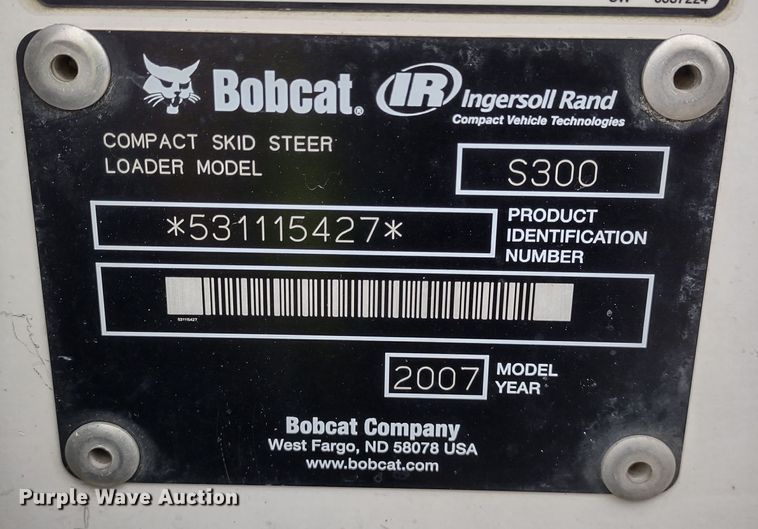 Bobcat® IR Ingersoll Rand
Compact Vehicle Technologies
COMPACT SKID STEER
LOADER MODEL
S300
*531115427*
PRODUCT
IDENTIFICATION
NUMBER
531115427
2007
MODEL
YEAR
Bobcat Company
West Fargo, ND 58078 USA
www.bobcat.com
Purple Wave Auction